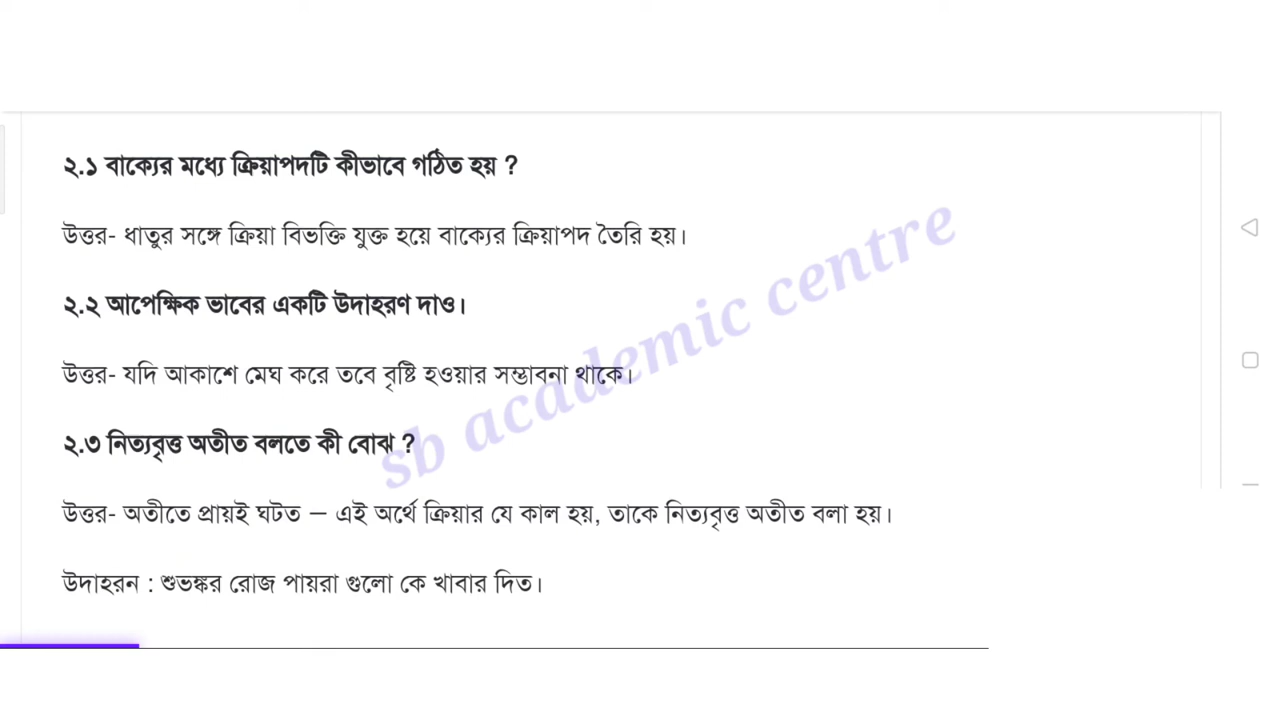 ২.১ বাক্যের মধ্যে ক্রিয়াপদটি কীভাবে গঠিত হয় ?
উত্তর- ধাতুর সঙ্গে ক্রিয়া বিভক্তি যুক্ত হয়ে বাক্যের ক্রিয়াপদ তৈরি হয়।
২.২ আপেক্ষিক ভাবের একটি উদাহরণ দাও।
উত্তর- যদি আকাশে মেঘ করে তবে বৃষ্টি হওয়ার সম্ভাবনা থাকে।
২.৩ নিত্যবৃত্ত অতীত বলতে কী বোঝ ?
উত্তর- অতীতে প্রায়ই ঘটত – এই অর্থে ক্রিয়ার যে কাল হয়, তাকে নিত্যবৃত্ত অতীত বলা হয়।
উদাহরন : শুভঙ্কর রোজ পায়রা গুলো কে খাবার দিত।
sb academic centre